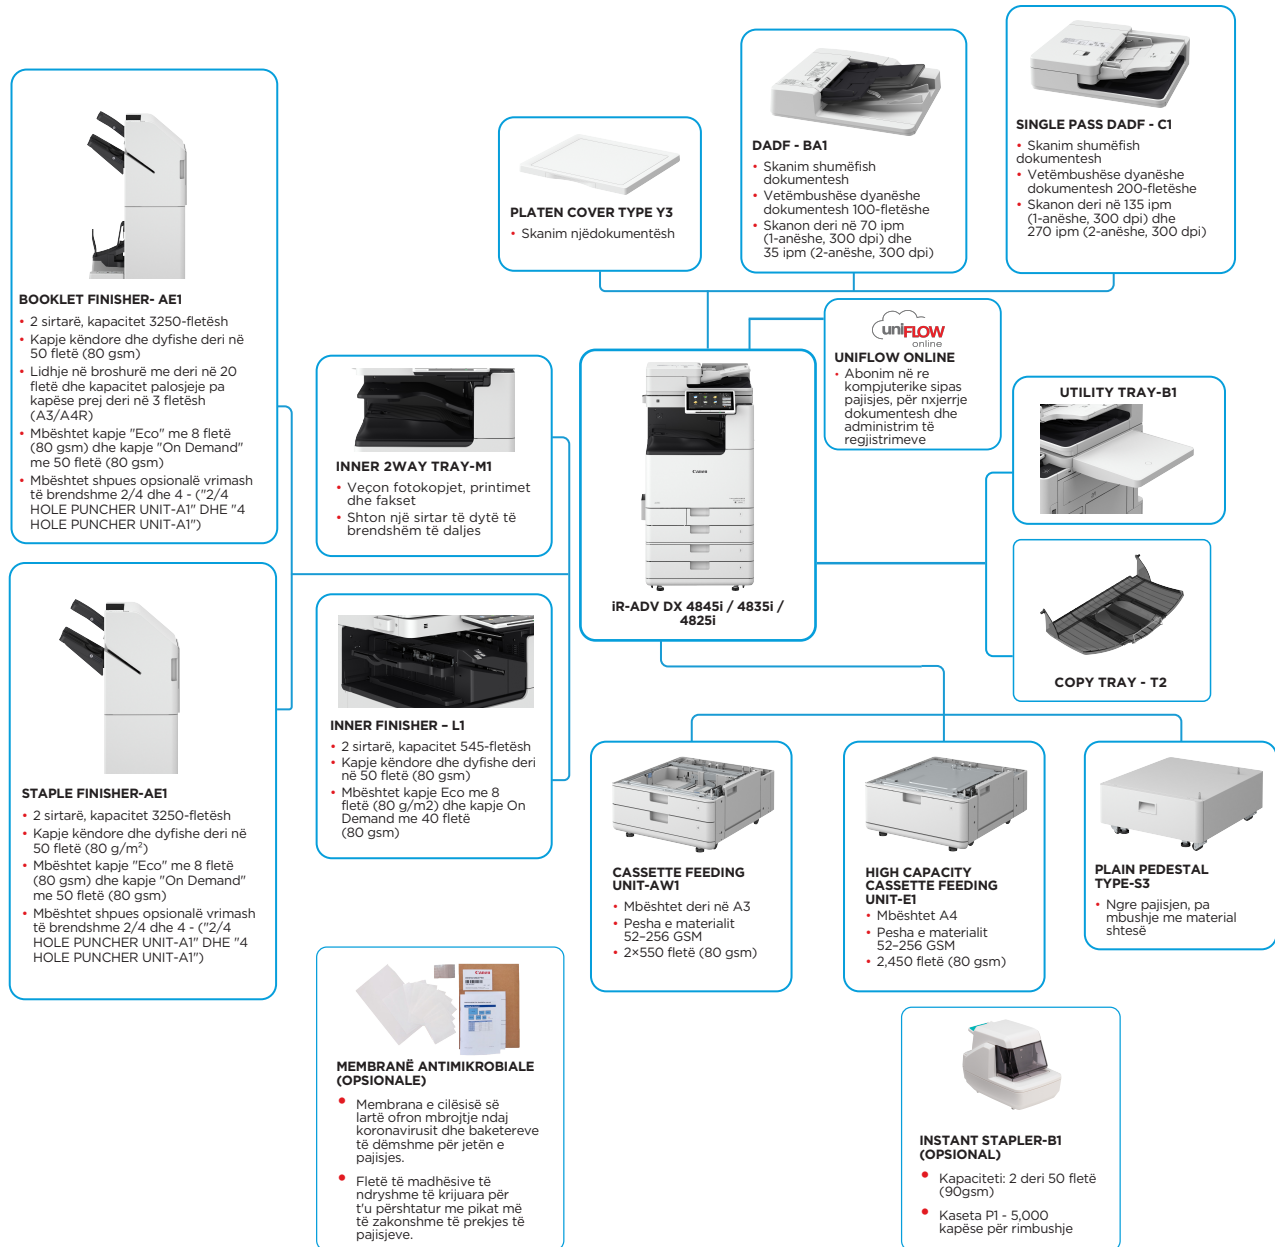 SINGLE PASS DADF - C1
• Skanim shumëfish
dokumentesh
• Vetëmbushëse dyanëshe
dokumentesh 200-fletëshe
• Skanon deri në 135 ipm
(1-anëshe, 300 dpi) dhe
270 ipm (2-anëshe, 300 dpi)
DADF - BA1
• Skanim shumëfish
dokumentesh
• Vetëmbushëse dyanëshe
dokumentesh 100-fletëshe
• Skanon deri në 70 ipm
(1-anëshe, 300 dpi) dhe
35 ipm (2-anëshe, 300 dpi)
PLATEN COVER TYPE Y3
• Skanim njëdokumentësh
BOOKLET FINISHER- AE1
• 2 sirtarë, kapacitet 3250-fletësh
• Kapje këndore dhe dyfishe deri në
50 fletë (80 gsm)
• Lidhje në broshurë me deri në 20
fletë dhe kapacitet palosjeje pa
kapëse prej deri në 3 fletësh
(A3/A4R)
• Mbështet kapje "Eco" me 8 fletë
(80 gsm) dhe kapje "On Demand"
me 50 fletë (80 gsm)
• Mbështet shpues opsionalë vrimash
të brendshme 2/4 dhe 4 - ("2/4
HOLE PUNCHER UNIT-A1" DHE "4
HOLE PUNCHER UNIT-A1")
uniFLOW
online
UNIFLOW ONLINE
• Abonim në re
kompjuterike sipas
pajisjes, për nxjerrje
dokumentesh dhe
administrim të
regjistrimeve
INNER 2WAY TRAY-M1
• Veçon fotokopjet, printimet
dhe fakset
• Shton një sirtar të dytë të
brendshëm të daljes
Canon
iR-ADV DX 4845i / 4835i /
4825i
UTILITY TRAY-B1
COPY TRAY - T2
STAPLE FINISHER-AE1
• 2 sirtarë, kapacitet 3250-fletësh
• Kapje këndore dhe dyfishe deri në
50 fletë (80 g/m²)
• Mbështet kapje "Eco" me 8 fletë
(80 gsm) dhe kapje "On Demand"
me 50 fletë (80 gsm)
• Mbështet shpues opsionalë vrimash
të brendshme 2/4 dhe 4 - ("2/4
HOLE PUNCHER UNIT-A1" DHE "4
HOLE PUNCHER UNIT-A1")
INNER FINISHER – L1
• 2 sirtarë, kapacitet 545-fletësh
• Kapje këndore dhe dyfishe deri
në 50 fletë (80 gsm)
• Mbështet kapje Eco me 8
fletë (80 g/m2) dhe kapje On
Demand me 40 fletë
(80 gsm)
CASSETTE FEEDING
UNIT-AW1
• Mbështet deri në A3
• Pesha e materialit
52–256 GSM
• 2×550 fletë (80 gsm)
HIGH CAPACITY
CASSETTE FEEDING
UNIT-E1
• Mbështet A4
• Pesha e materialit
52–256 GSM
• 2,450 fletë (80 gsm)
PLAIN PEDESTAL
TYPE-S3
• Ngre pajisjen, pa
mbushje me material
shtesë
Canon
MEMBRANË ANTIMIKROBIALE
(OPSIONALE)
• Membrana e cilësisë së
lartë ofron mbrojtje ndaj
koronavirusit dhe baketereve
të dëmshme për jetën e
pajisjes.
• Fletë të madhësive të
ndryshme të krijuara për
t'u përshtatur me pikat më
të zakonshme të prekjes të
pajisjeve.
INSTANT STAPLER-B1
(OPSIONAL)
• Kapaciteti: 2 deri 50 fletë
(90gsm)
• Kaseta P1 - 5,000
kapëse për rimbushje